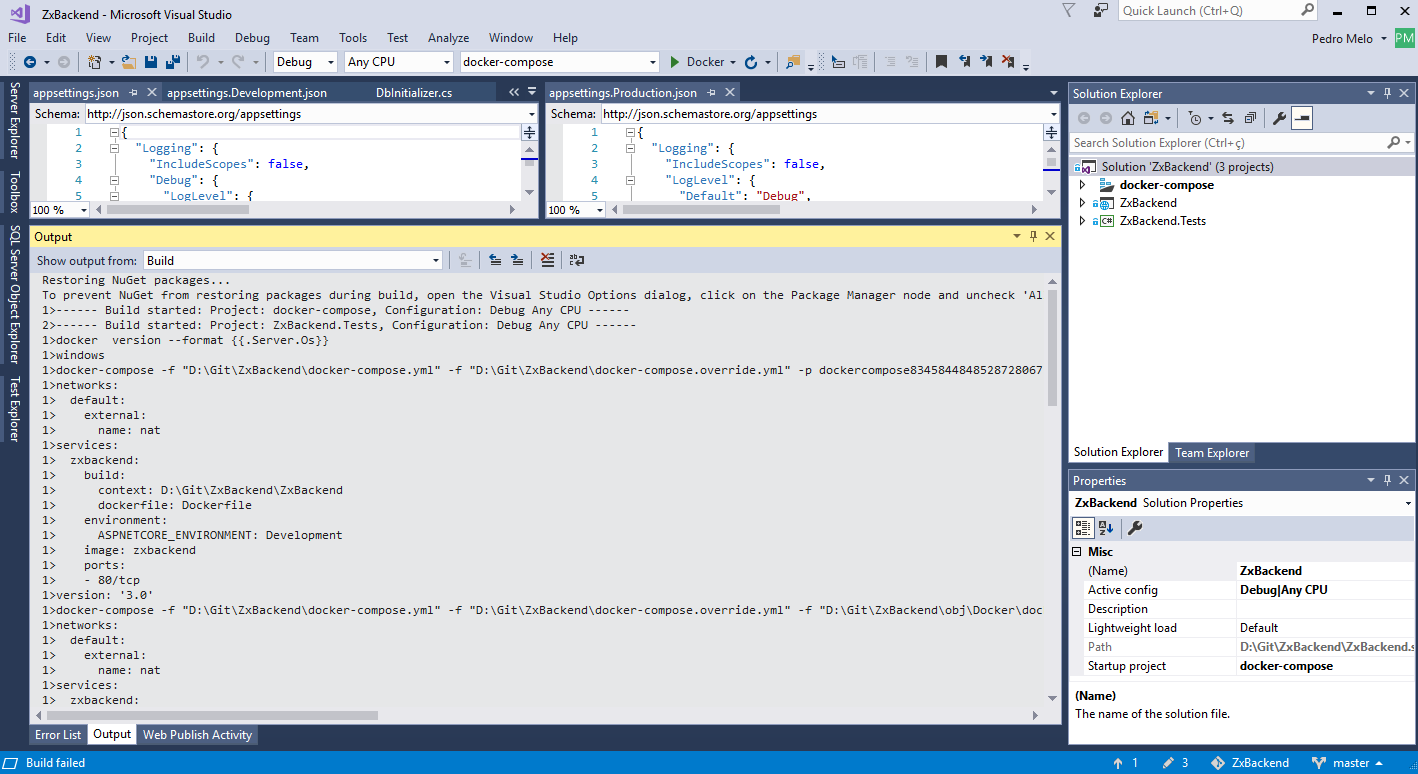 ZxBackend - Microsoft Visual Studio
Quick Launch (Ctrl+Q)
File Edit View Project Build Debug Team Tools Test Analyze Window Help
Pedro Melo PM
Debug Any CPU docker-compose Docker
Server Explorer
Toolbox
SQL Server Object Explorer
Test Explorer
appsettings.json appsettings.Development.json DbInitializer.cs
Schema: http://json.schemastore.org/appsettings
1 {
2 "Logging": {
3 "IncludeScopes": false,
4 "Debug": {
5 "LogLevel": {
100 %
appsettings.Production.json
Schema: http://json.schemastore.org/appsettings
1 {
2 "Logging": {
3 "IncludeScopes": false,
4 "LogLevel": {
5 "Default": "Debug",
100 %
Output
Show output from: Build
Restoring NuGet packages...
To prevent NuGet from restoring packages during build, open the Visual Studio Options dialog, click on the Package Manager node and uncheck 'Al
1>------ Build started: Project: docker-compose, Configuration: Debug Any CPU ------
2>------ Build started: Project: ZxBackend.Tests, Configuration: Debug Any CPU ------
1>docker  version --format {{.Server.Os}}
1>windows
1>docker-compose -f "D:\Git\ZxBackend\docker-compose.yml" -f "D:\Git\ZxBackend\docker-compose.override.yml" -p dockercompose8345844848528728067
1>networks:
1>  default:
1>    external:
1>      name: nat
1>services:
1>  zxbackend:
1>    build:
1>      context: D:\Git\ZxBackend\ZxBackend
1>      dockerfile: Dockerfile
1>    environment:
1>      ASPNETCORE_ENVIRONMENT: Development
1>    image: zxbackend
1>    ports:
1>    - 80/tcp
1>version: '3.0'
1>docker-compose -f "D:\Git\ZxBackend\docker-compose.yml" -f "D:\Git\ZxBackend\docker-compose.override.yml" -f "D:\Git\ZxBackend\obj\Docker\doc
1>networks:
1>  default:
1>    external:
1>      name: nat
1>services:
1>  zxbackend:
Error List Output Web Publish Activity
Solution Explorer
Search Solution Explorer (Ctrl+ç)
Solution 'ZxBackend' (3 projects)
docker-compose
ZxBackend
C# ZxBackend.Tests
Solution Explorer Team Explorer
Properties
ZxBackend Solution Properties
Misc
(Name) ZxBackend
Active config Debug|Any CPU
Description
Lightweight load Default
Path D:\Git\ZxBackend\ZxBackend.s
Startup project docker-compose
(Name)
The name of the solution file.
Build failed
1 3 ZxBackend master